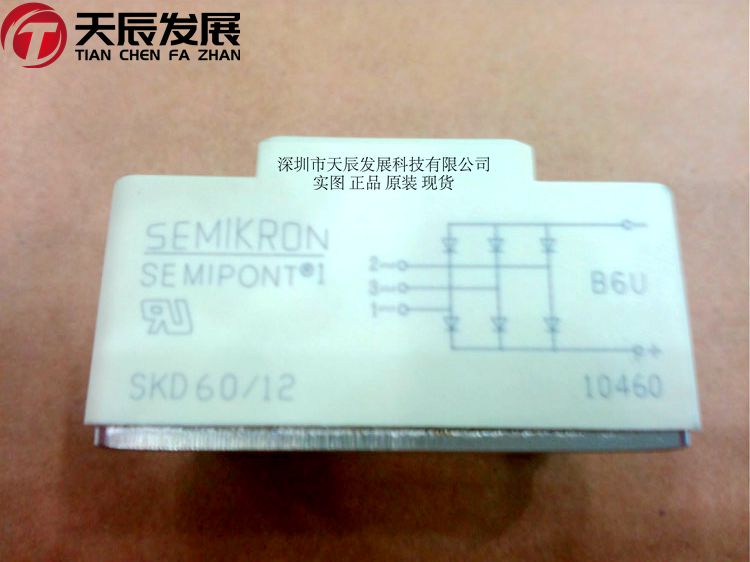 天辰发展
TIAN CHEN FA ZHAN
深圳市天辰发展科技有限公司
实图 正品 原装 现货
SEMIKRON
SEMIPONT®1
2
3
1
B6U
-
+
SKD 60/12
10460